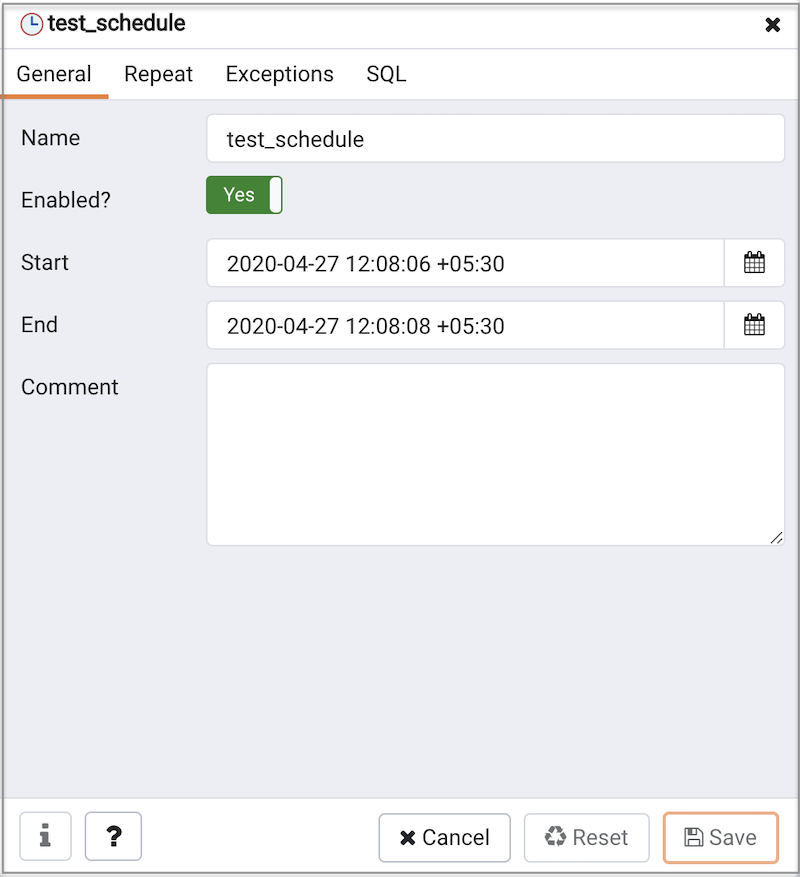 test_schedule
General Repeat Exceptions SQL
Name test_schedule
Enabled? Yes
Start 2020-04-27 12:08:06 +05:30
End 2020-04-27 12:08:08 +05:30
Comment
i ? Cancel Reset Save